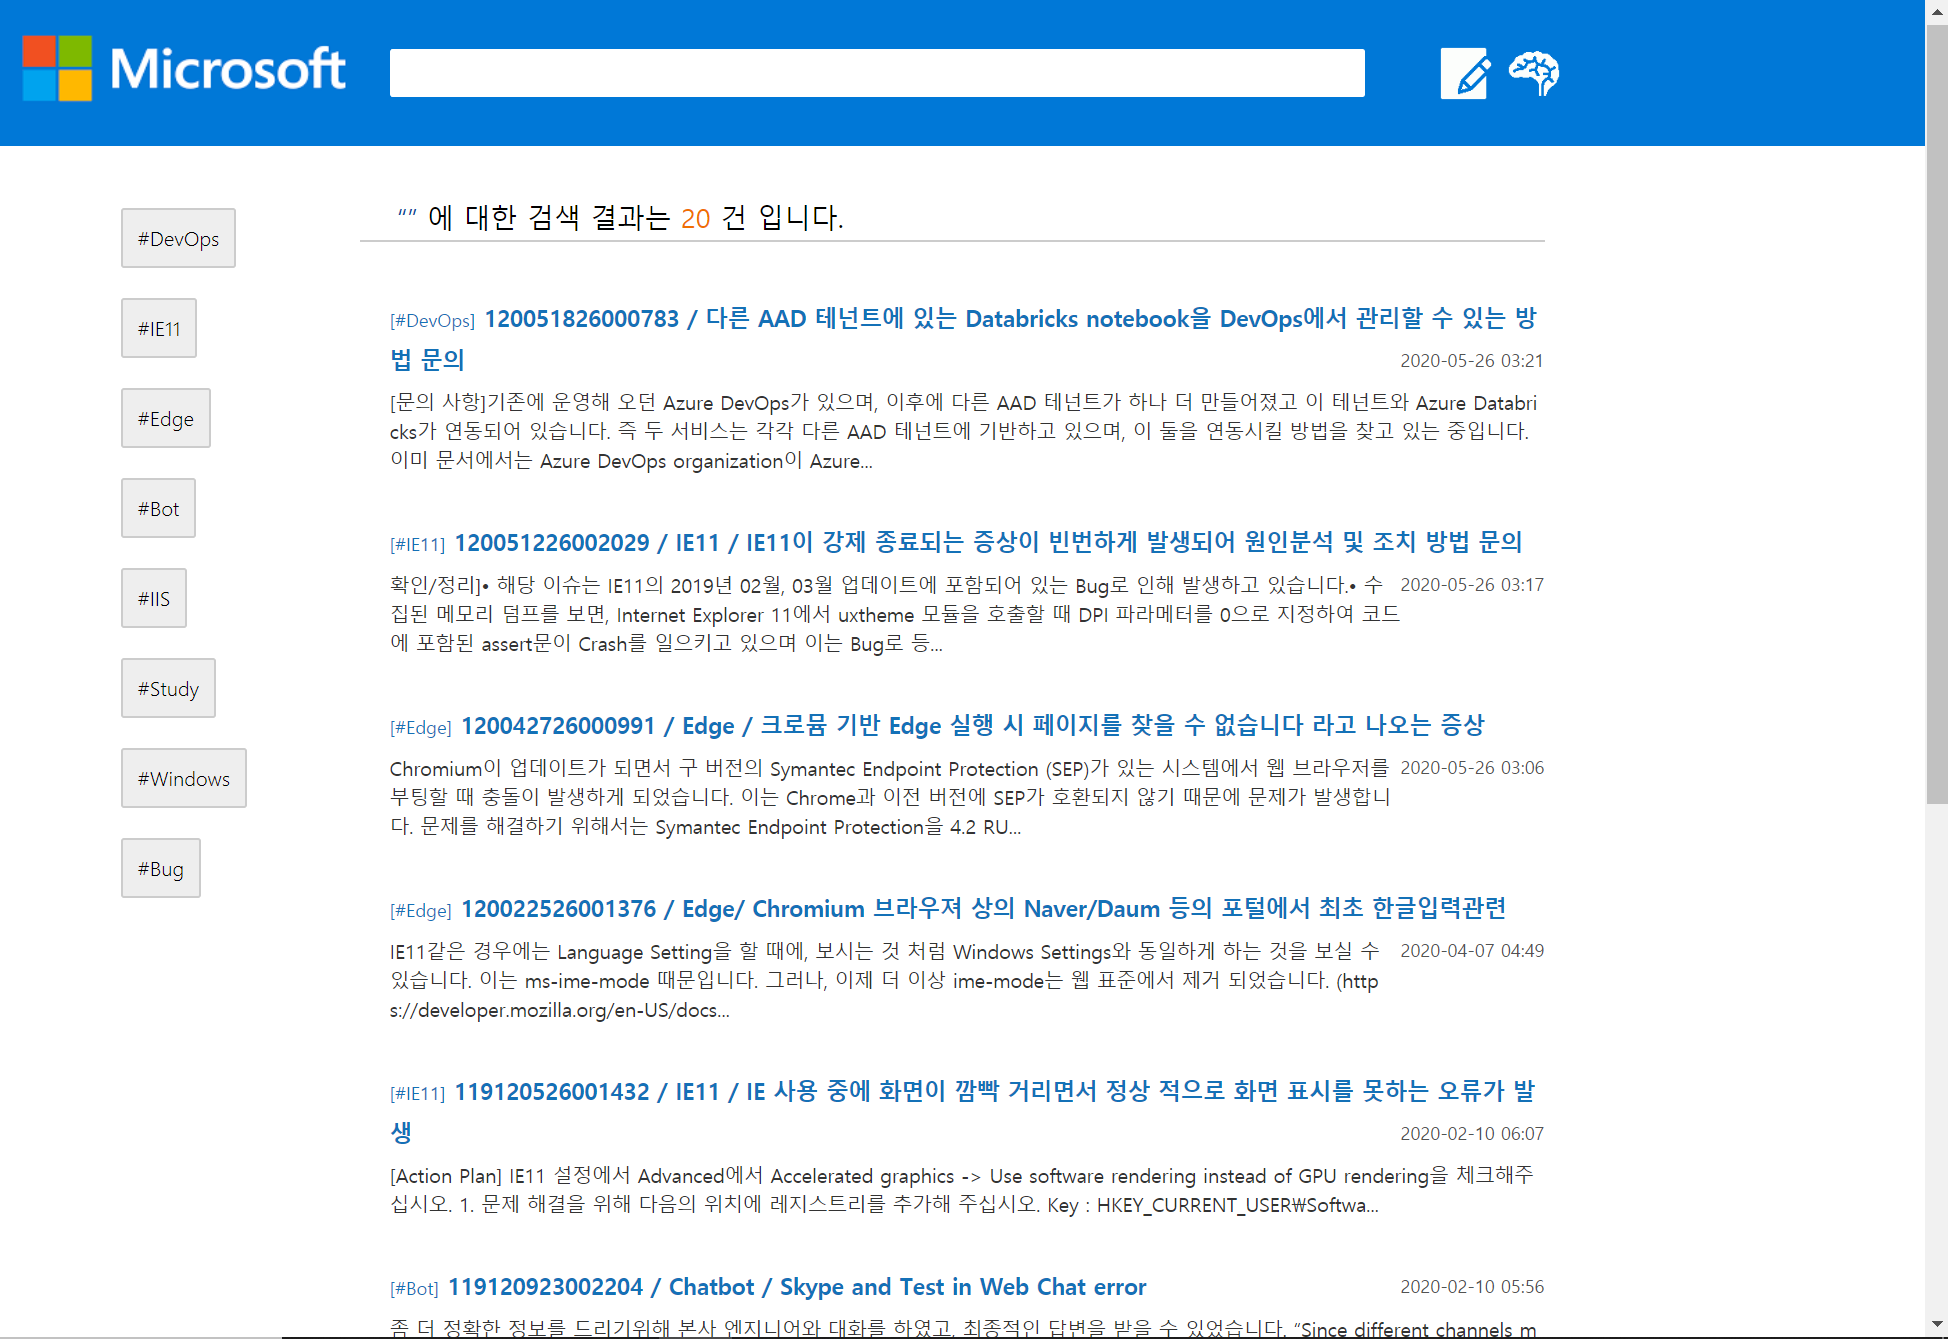 Microsoft
#DevOps
#IE11
#Edge
#Bot
#IIS
#Study
#Windows
#Bug
“” 에 대한 검색 결과는 20 건 입니다.
[#DevOps] 120051826000783 / 다른 AAD 테넌트에 있는 Databricks notebook을 DevOps에서 관리할 수 있는 방
법 문의
2020-05-26 03:21
[문의 사항]기존에 운영해 오던 Azure DevOps가 있으며, 이후에 다른 AAD 테넌트가 하나 더 만들어졌고 이 테넌트와 Azure Databri
cks가 연동되어 있습니다. 즉 두 서비스는 각각 다른 AAD 테넌트에 기반하고 있으며, 이 둘을 연동시킬 방법을 찾고 있는 중입니다.
이미 문서에서는 Azure DevOps organization이 Azure...
[#IE11] 120051226002029 / IE11 / IE11이 강제 종료되는 증상이 빈번하게 발생되어 원인분석 및 조치 방법 문의
확인/정리]• 해당 이슈는 IE11의 2019년 02월, 03월 업데이트에 포함되어 있는 Bug로 인해 발생하고 있습니다.• 수
2020-05-26 03:17
집된 메모리 덤프를 보면, Internet Explorer 11에서 uxtheme 모듈을 호출할 때 DPI 파라메터를 0으로 지정하여 코드
에 포함된 assert문이 Crash를 일으키고 있으며 이는 Bug로 등...
[#Edge] 120042726000991 / Edge / 크로뮴 기반 Edge 실행 시 페이지를 찾을 수 없습니다 라고 나오는 증상
Chromium이 업데이트가 되면서 구 버전의 Symantec Endpoint Protection (SEP)가 있는 시스템에서 웹 브라우저를
2020-05-26 03:06
부팅할 때 충돌이 발생하게 되었습니다. 이는 Chrome과 이전 버전에 SEP가 호환되지 않기 때문에 문제가 발생합니
다. 문제를 해결하기 위해서는 Symantec Endpoint Protection을 4.2 RU...
[#Edge] 120022526001376 / Edge/ Chromium 브라우져 상의 Naver/Daum 등의 포털에서 최초 한글입력관련
IE11같은 경우에는 Language Setting을 할 때에, 보시는 것 처럼 Windows Settings와 동일하게 하는 것을 보실 수
2020-04-07 04:49
있습니다. 이는 ms-ime-mode 때문입니다. 그러나, 이제 더 이상 ime-mode는 웹 표준에서 제거 되었습니다. (http
s://developer.mozilla.org/en-US/docs...
[#IE11] 119120526001432 / IE11 / IE 사용 중에 화면이 깜빡 거리면서 정상 적으로 화면 표시를 못하는 오류가 발
생
2020-02-10 06:07
[Action Plan] IE11 설정에서 Advanced에서 Accelerated graphics -> Use software rendering instead of GPU rendering을 체크해주
십시오. 1. 문제 해결을 위해 다음의 위치에 레지스트리를 추가해 주십시오. Key : HKEY_CURRENT_USER₩Softwa...
[#Bot] 119120923002204 / Chatbot / Skype and Test in Web Chat error
2020-02-10 05:56
좀 더 정확한 정보를 드리기위해 본사 엔지니어와 대화를 하였고, 최종적인 답변을 받을 수 있었습니다. “Since different channels m